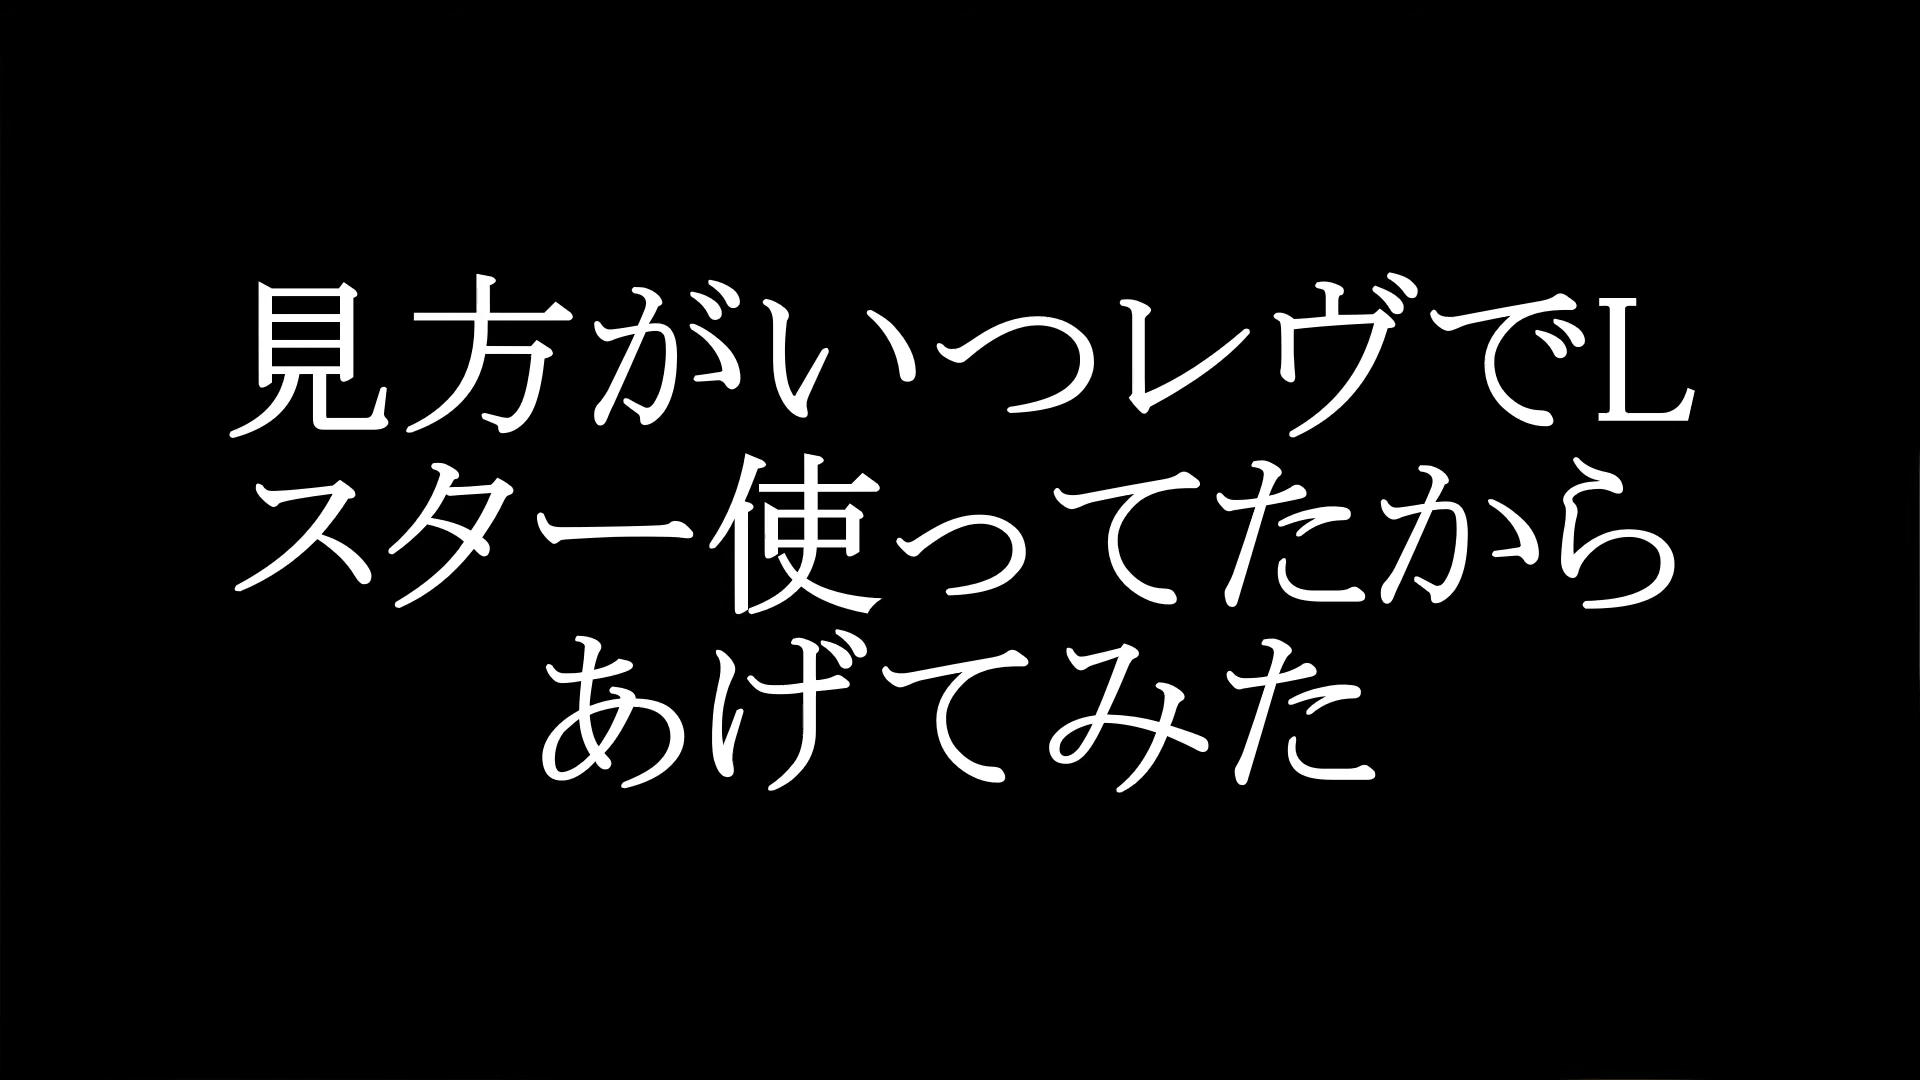 見方がいつレヴでL
スター使ってたから
あげてみた